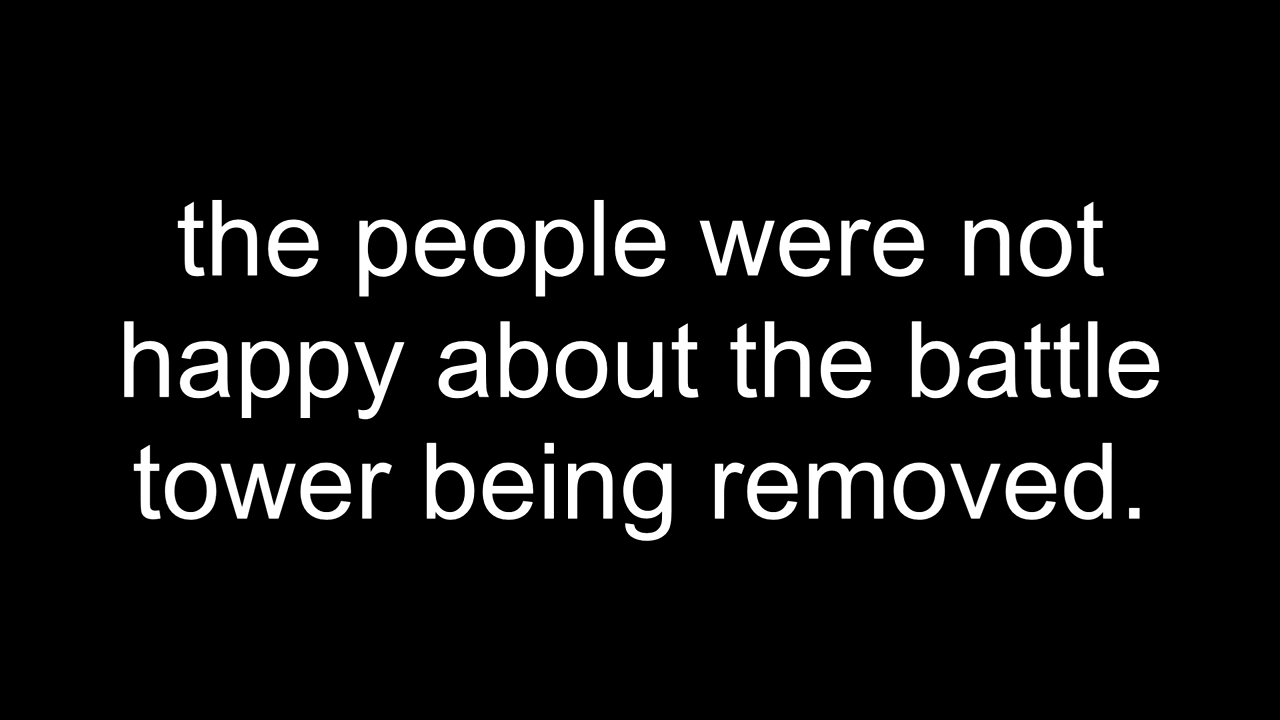 the people were not
happy about the battle
tower being removed.